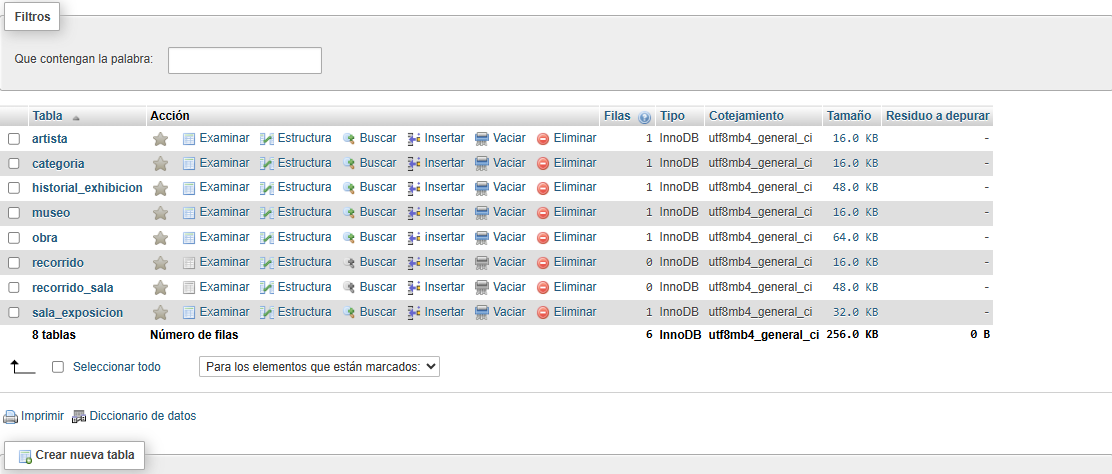 Filtros
Que contengan la palabra:
Tabla Acción Filas Tipo Cotejamiento Tamaño Residuo a depurar
artista Examinar Estructura Buscar Insertar Vaciar Eliminar 1 InnoDB utf8mb4_general_ci 16.0 KB -
categoria Examinar Estructura Buscar Insertar Vaciar Eliminar 1 InnoDB utf8mb4_general_ci 16.0 KB -
historial_exhibicion Examinar Estructura Buscar Insertar Vaciar Eliminar 1 InnoDB utf8mb4_general_ci 48.0 KB -
museo Examinar Estructura Buscar Insertar Vaciar Eliminar 1 InnoDB utf8mb4_general_ci 16.0 KB -
obra Examinar Estructura Buscar insertar Vaciar Eliminar 1 InnoDB utf8mb4_general_ci 64.0 KB -
recorrido Examinar Estructura Buscar Insertar Vaciar Eliminar 0 InnoDB utf8mb4_general_ci 16.0 KB -
recorrido_sala Examinar Estructura Buscar Insertar Vaciar Eliminar 0 InnoDB utf8mb4_general_ci 48.0 KB -
sala_exposicion Examinar Estructura Buscar Insertar Vaciar Eliminar 1 InnoDB utf8mb4_general_ci 32.0 KB -
8 tablas Número de filas 6 InnoDB utf8mb4_general_ci 256.0 KB 0 B
Seleccionar todo Para los elementos que están marcados:
Imprimir Diccionario de datos
Crear nueva tabla